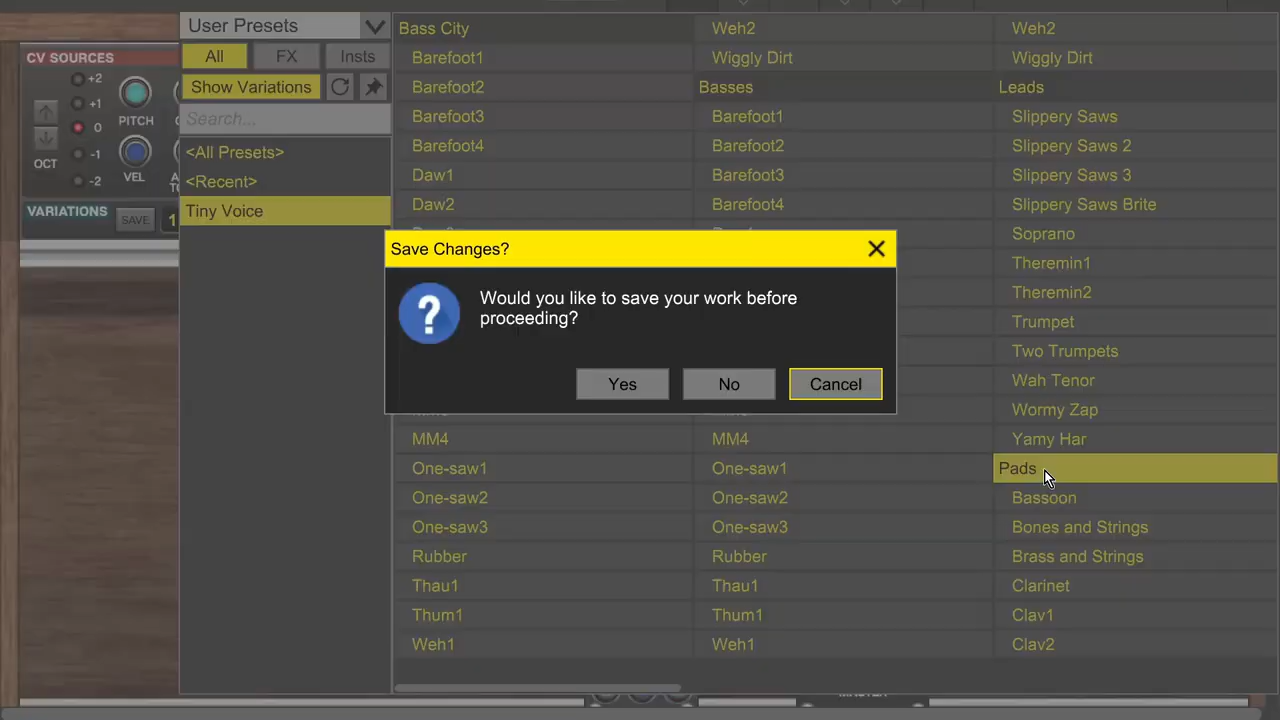 User Presets
CV SOURCES
All
FX
Insts
Show Variations
Search...
<All Presets>
<Recent>
Tiny Voice
+2
+1
0
-1
-2
OCT
PITCH
VEL
VARIATIONS
SAVE
1
Bass City
Barefoot1
Barefoot2
Barefoot3
Barefoot4
Daw1
Daw2
MM4
One-saw1
One-saw2
One-saw3
Rubber
Thau1
Thum1
Weh1
Weh2
Wiggly Dirt
Basses
Barefoot1
Barefoot2
Barefoot3
Barefoot4
MM4
One-saw1
One-saw2
One-saw3
Rubber
Thau1
Thum1
Weh1
Weh2
Wiggly Dirt
Leads
Slippery Saws
Slippery Saws 2
Slippery Saws 3
Slippery Saws Brite
Soprano
Theremin1
Theremin2
Trumpet
Two Trumpets
Wah Tenor
Wormy Zap
Yamy Har
Pads
Bassoon
Bones and Strings
Brass and Strings
Clarinet
Clav1
Clav2
Save Changes?
Would you like to save your work before
proceeding?
Yes
No
Cancel